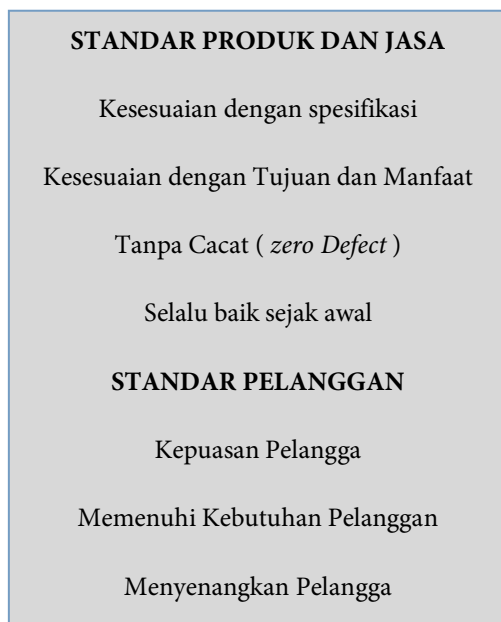 STANDAR PRODUK DAN JASA
Kesesuaian dengan spesifikasi
Kesesuaian dengan Tujuan dan Manfaat
Tanpa Cacat ( zero Defect )
Selalu baik sejak awal
STANDAR PELANGGAN
Kepuasan Pelangga
Memenuhi Kebutuhan Pelanggan
Menyenangkan Pelangga